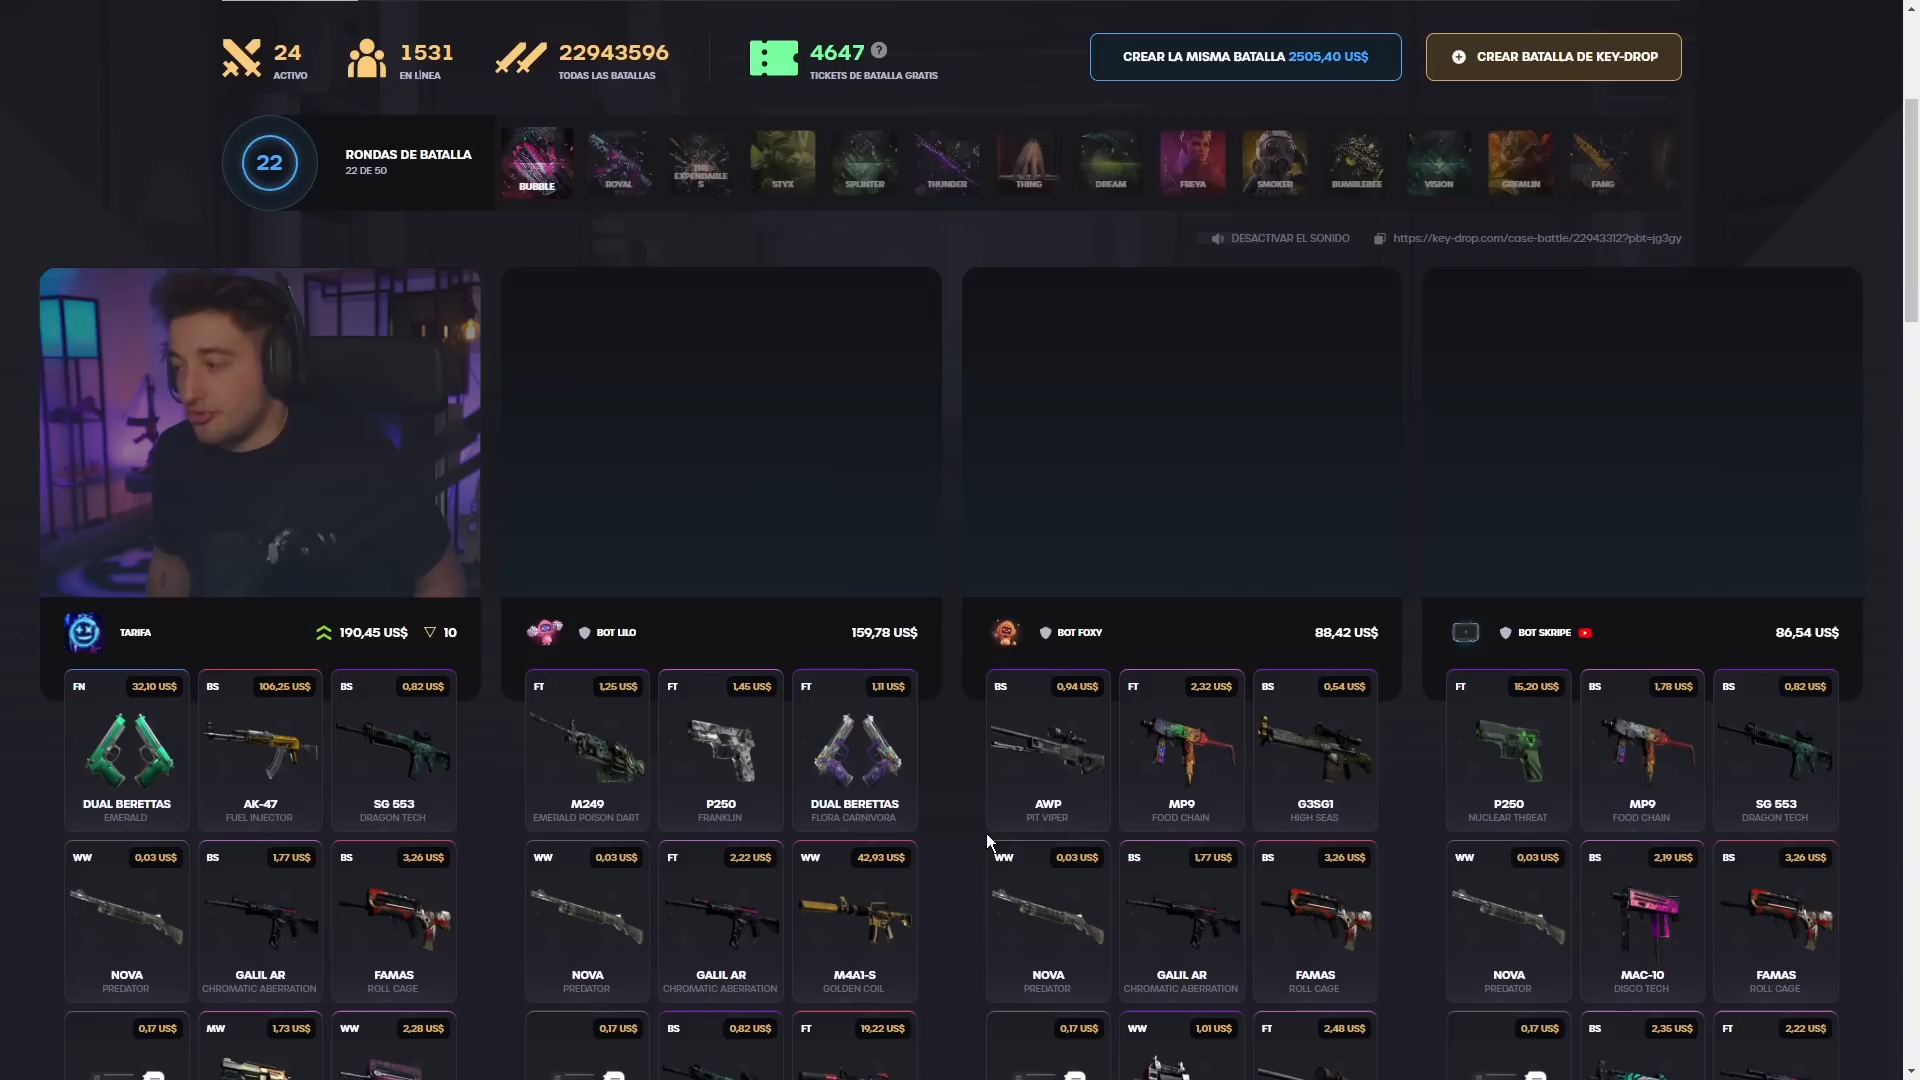 24
ACTIVO
1531
EN LÍNEA
22943596
TODAS LAS BATALLAS
4647 ?
TICKETS DE BATALLA GRATIS
CREAR LA MISMA BATALLA 2505,40 US$
CREAR BATALLA DE KEY-DROP
22
RONDAS DE BATALLA
22 DE 50
BUBBLE
ROYAL
THE EXPENDABLES
STYX
SPLINTER
THUNDER
THING
DREAM
FREYA
SMOKER
BUMBLEBEE
VISION
GREMLIN
FANG
DESACTIVAR EL SONIDO
https://key-drop.com/case-battle/22943312?pbt=jg3gy
TARIFA 190,45 US$ 10
BOT LILO 159,78 US$
BOT FOXY 88,42 US$
BOT SKRIPE 86,54 US$
FN 32,10 US$ BS 106,25 US$ BS 0,82 US$
FT 1,25 US$ FT 1,45 US$ FT 1,11 US$
BS 0,94 US$ FT 2,32 US$ BS 0,54 US$
FT 15,20 US$ BS 1,78 US$ BS 0,82 US$
DUAL BERETTAS AK-47 SG 553
EMERALD FUEL INJECTOR DRAGON TECH
M249 P250 DUAL BERETTAS
EMERALD POISON DART FRANKLIN FLORA CARNIVORA
AWP MP9 G3SG1
PIT VIPER FOOD CHAIN HIGH SEAS
P250 MP9 SG 553
NUCLEAR THREAT FOOD CHAIN DRAGON TECH
WW 0,03 US$ BS 1,77 US$ BS 3,26 US$
WW 0,03 US$ FT 2,22 US$ WW 42,93 US$
WW 0,03 US$ BS 1,77 US$ BS 3,26 US$
WW 0,03 US$ BS 2,19 US$ BS 3,26 US$
NOVA GALIL AR FAMAS
PREDATOR CHROMATIC ABERRATION ROLL CAGE
NOVA GALIL AR M4A1-S
PREDATOR CHROMATIC ABERRATION GOLDEN COIL
NOVA GALIL AR FAMAS
PREDATOR CHROMATIC ABERRATION ROLL CAGE
NOVA MAC-10 FAMAS
PREDATOR DISCO TECH ROLL CAGE
0,17 US$ MW 1,73 US$ WW 2,28 US$
0,17 US$ BS 0,82 US$ FT 19,22 US$
0,17 US$ WW 1,01 US$ FT 2,48 US$
0,17 US$ BS 2,35 US$ FT 2,22 US$